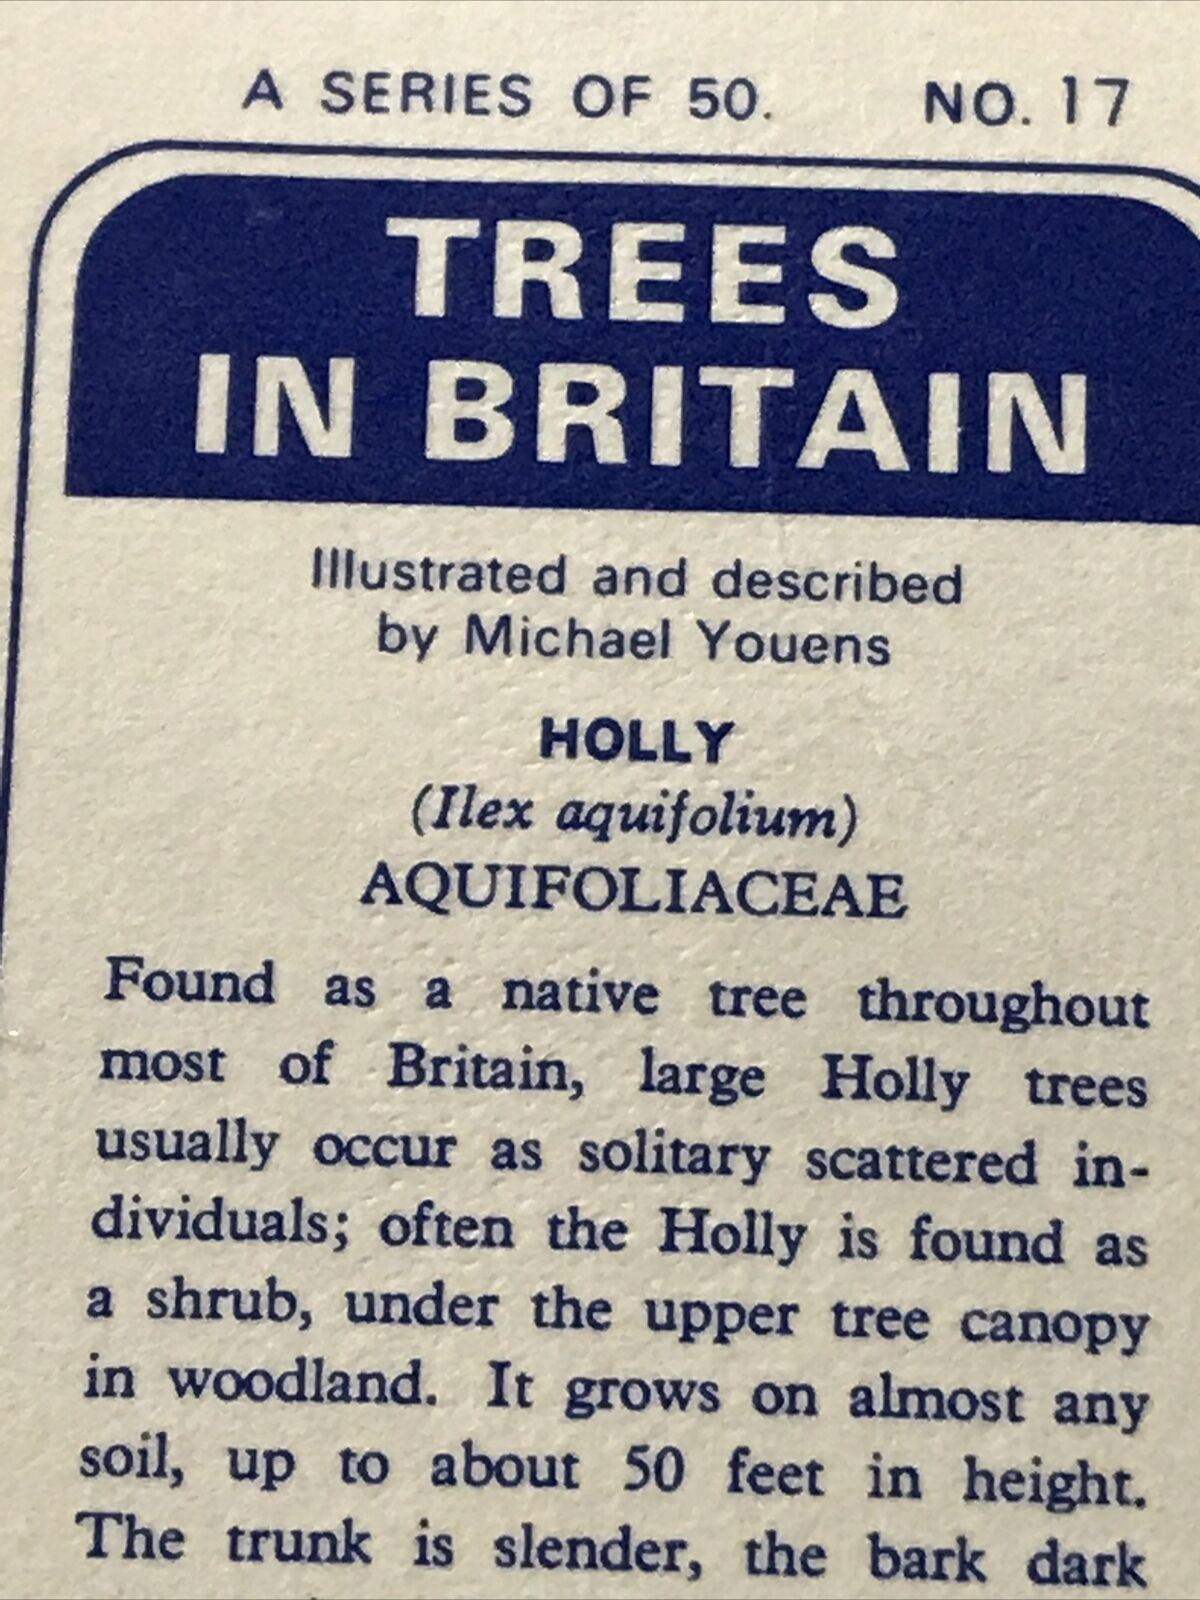 A SERIES OF 50. NO. 17
TREES
IN BRITAIN
Illustrated and described
by Michael Youens
HOLLY
(Ilex aquifolium)
AQUIFOLIACEAE
Found as a native tree throughout
most of Britain, large Holly trees
usually occur as solitary scattered in-
dividuals; often the Holly is found as
a shrub, under the upper tree canopy
in woodland. It grows on almost any
soil, up to about 50 feet in height.
The trunk is slender, the bark dark